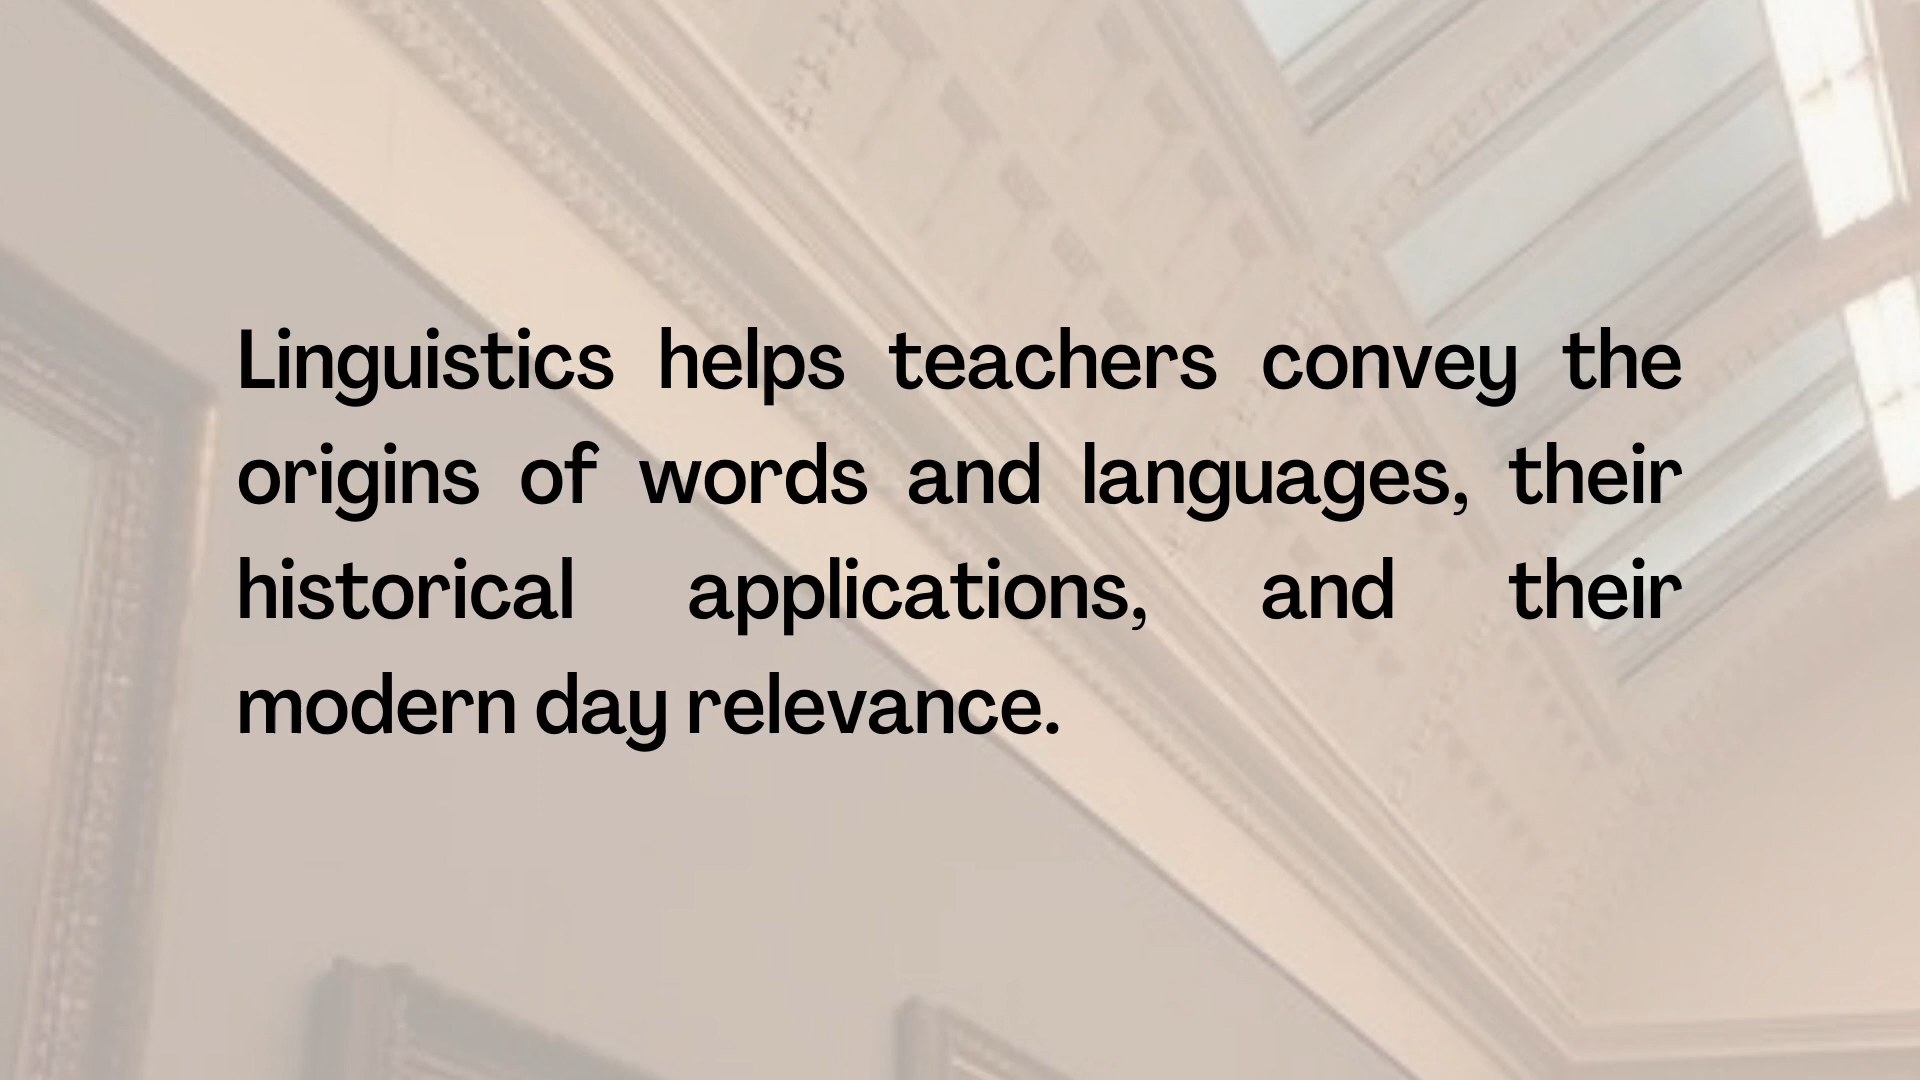 Linguistics helps teachers convey the
origins of words and languages, their
historical applications, and their
modern day relevance.